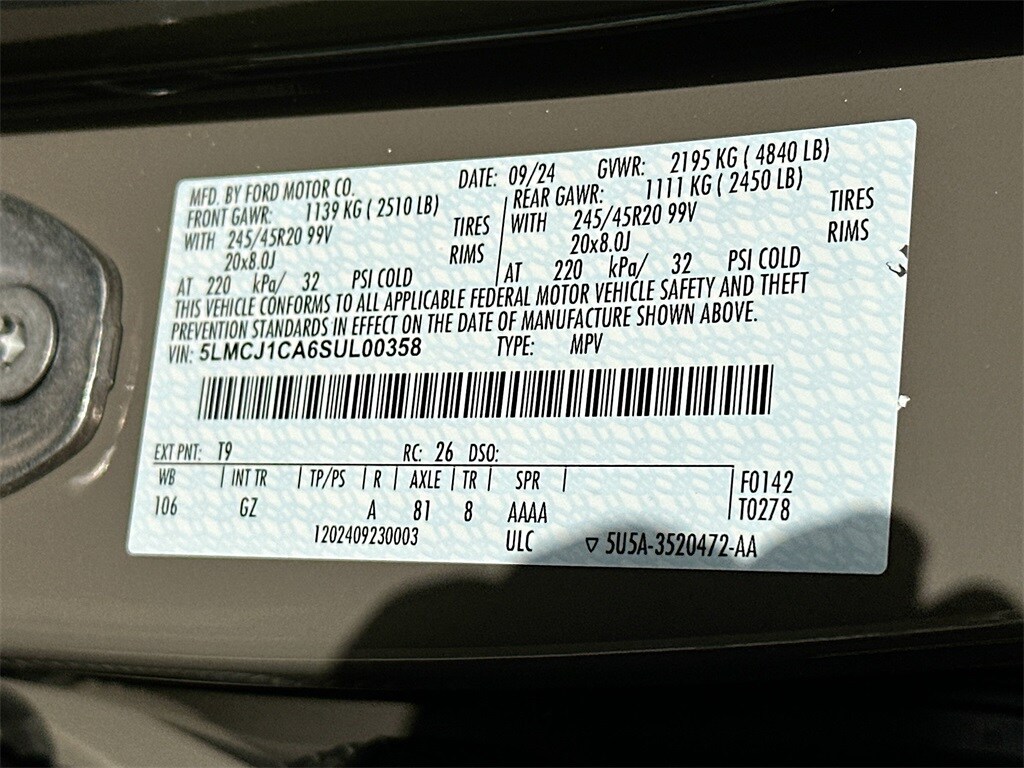 MFD. BY FORD MOTOR CO. DATE: 09/24 GVWR: 2195 KG ( 4840 LB)
FRONT GAWR: 1139 KG ( 2510 LB) REAR GAWR: 1111 KG ( 2450 LB)
WITH 245/45R20 99V TIRES WITH 245/45R20 99V TIRES
20x8.0J RIMS 20x8.0J RIMS
AT 220 kPa/ 32 PSI COLD AT 220 kPa/ 32 PSI COLD
THIS VEHICLE CONFORMS TO ALL APPLICABLE FEDERAL MOTOR VEHICLE SAFETY AND THEFT
PREVENTION STANDARDS IN EFFECT ON THE DATE OF MANUFACTURE SHOWN ABOVE.
VIN: 5LMCJ1CA6SUL00358 TYPE: MPV
EXT PNT: T9 RC: 26 DSO:
WB INT TR TP/PS R AXLE TR SPR F0142
106 GZ A 81 8 AAAA T0278
1202409230003 ULC ▽ 5U5A-3520472-AA